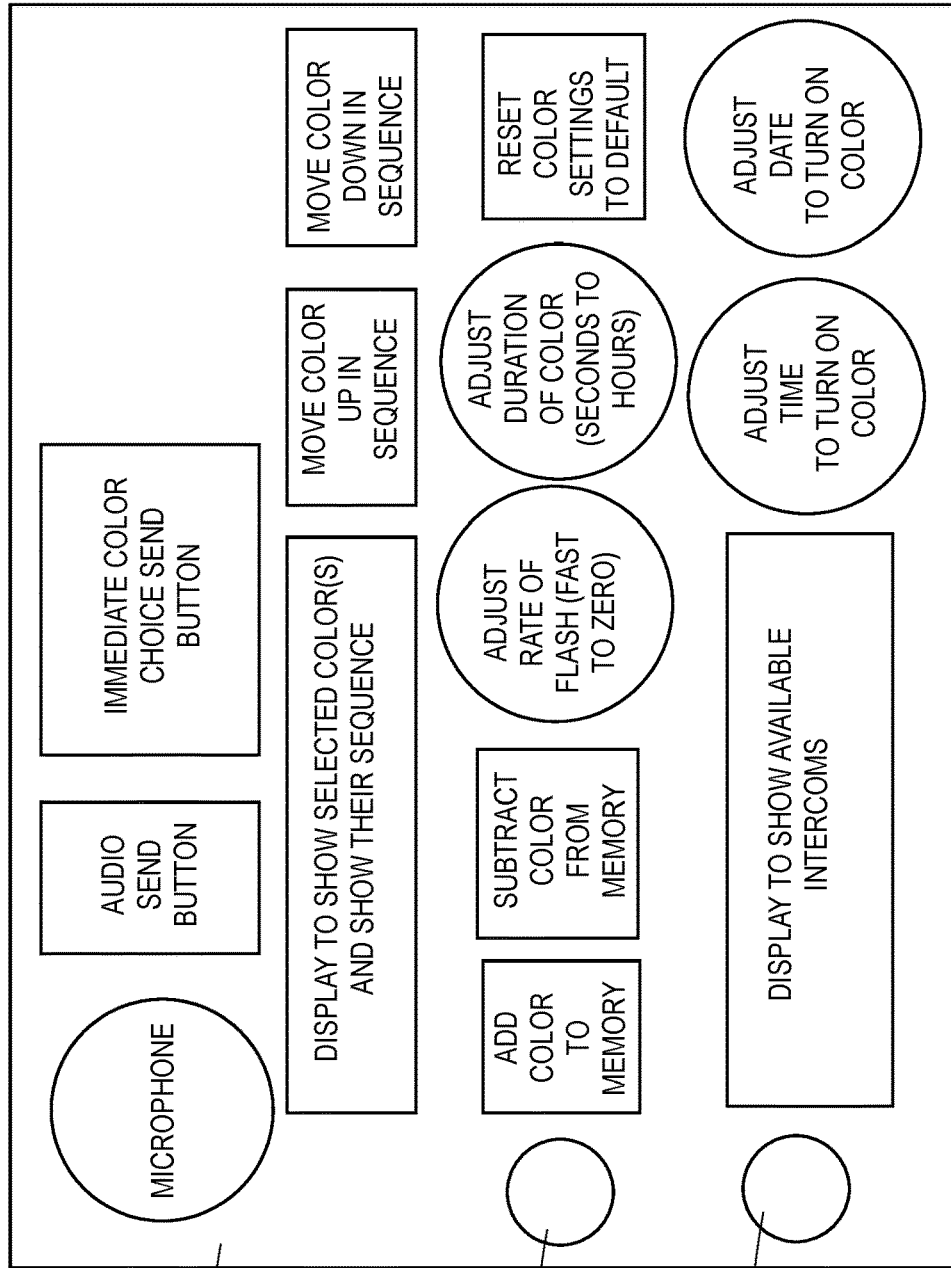 MICROPHONE
AUDIO
SEND
BUTTON
IMMEDIATE COLOR
CHOICE SEND
BUTTON
DISPLAY TO SHOW SELECTED COLOR(S)
AND SHOW THEIR SEQUENCE
MOVE COLOR
UP IN
SEQUENCE
MOVE COLOR
DOWN IN
SEQUENCE
ADD
COLOR
TO
MEMORY
SUBTRACT
COLOR
FROM
MEMORY
ADJUST
RATE OF
FLASH (FAST
TO ZERO)
ADJUST
DURATION
OF COLOR
(SECONDS TO
HOURS)
RESET
COLOR
SETTINGS
TO DEFAULT
DISPLAY TO SHOW AVAILABLE
INTERCOMS
ADJUST
TIME
TO TURN ON
COLOR
ADJUST
DATE
TO TURN ON
COLOR